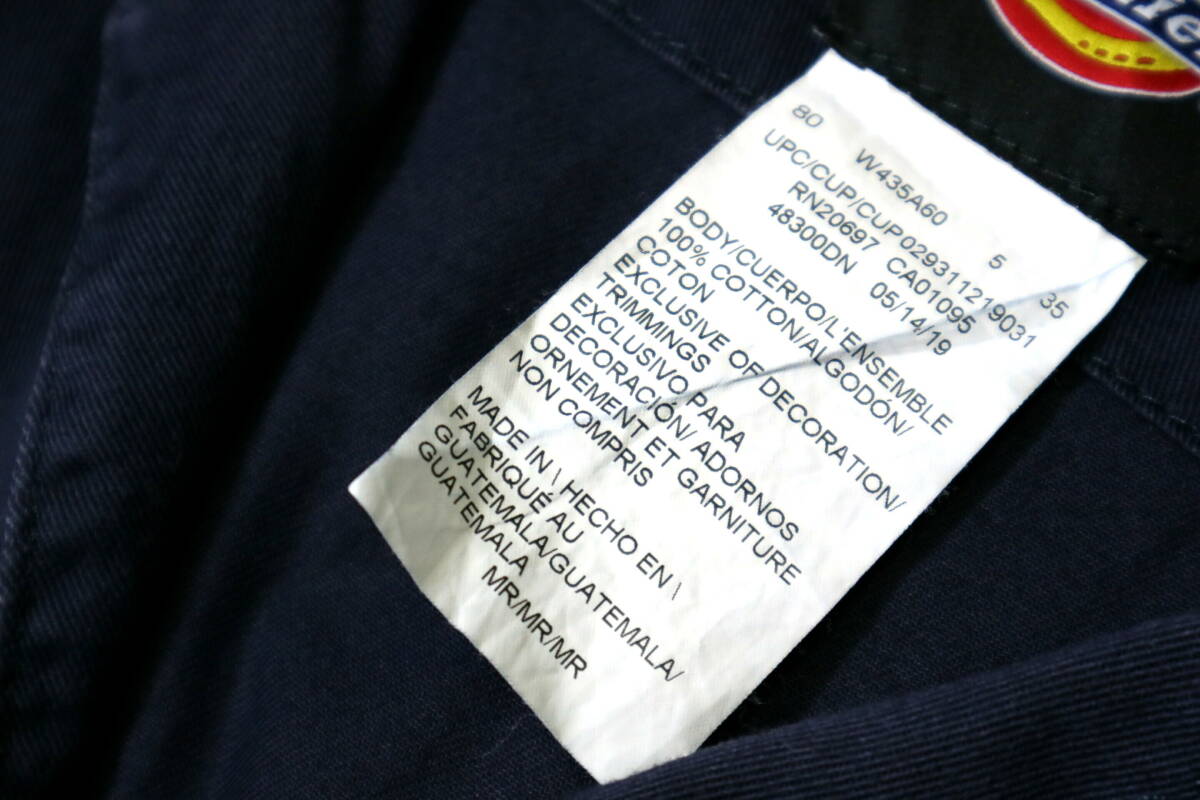 80 W435A60 5 35
UPC/CUP/CUP029311219031
RN20697 CA01095
48300DN 05/14/19
BODY/CUERPO/L'ENSEMBLE
100% COTTON/ALGODÓN/
COTON
EXCLUSIVE OF DECORATION/
TRIMMINGS
EXCLUSIVO PARA
DECORACIÓN/ ADORNOS
ORNEMENT ET GARNITURE
NON COMPRIS
MADE IN \ HECHO EN \
FABRIQUÉ AU
GUATEMALA/GUATEMALA/
GUATEMALA
MR/MR/MR